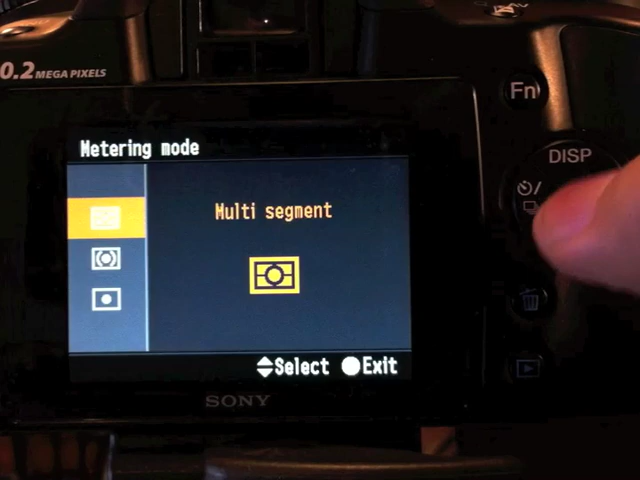 0.2 MEGA PIXELS
Fn
DISP
Metering mode
Multi segment
Select Exit
SONY